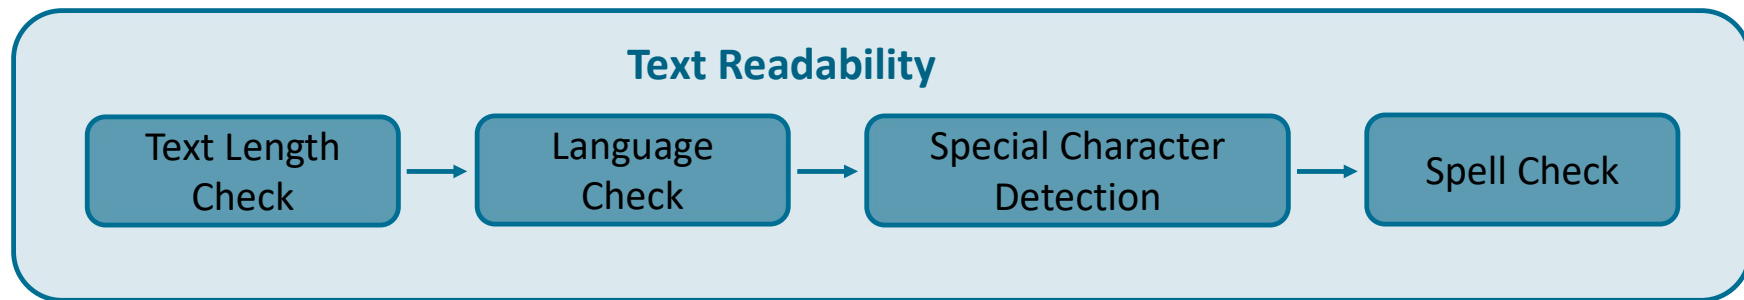 Text Readability
Text Length
Check
Language
Check
Special Character
Detection
Spell Check